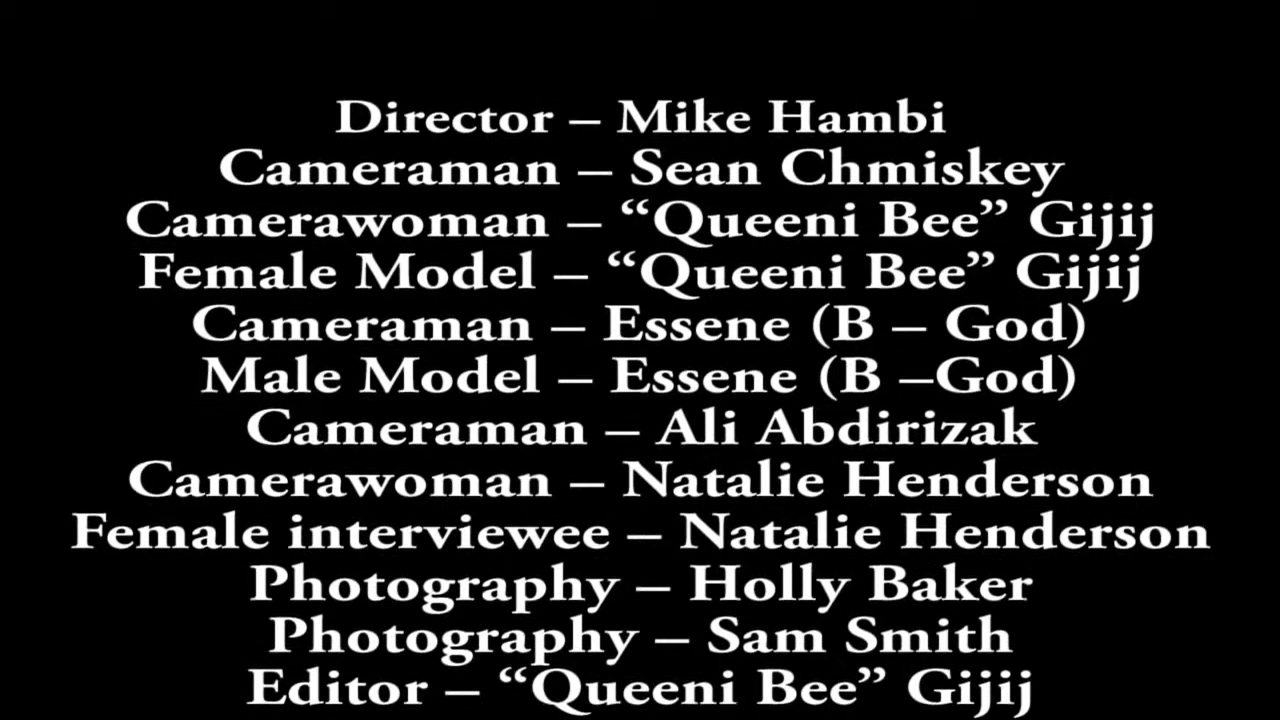 Director – Mike Hambi
Cameraman – Sean Chmiskey
Camerawoman – “Queeni Bee” Gijij
Female Model – “Queeni Bee” Gijij
Cameraman – Essene (B – God)
Male Model – Essene (B –God)
Cameraman – Ali Abdirizak
Camerawoman – Natalie Henderson
Female interviewee – Natalie Henderson
Photography – Holly Baker
Photography – Sam Smith
Editor – “Queeni Bee” Gijij